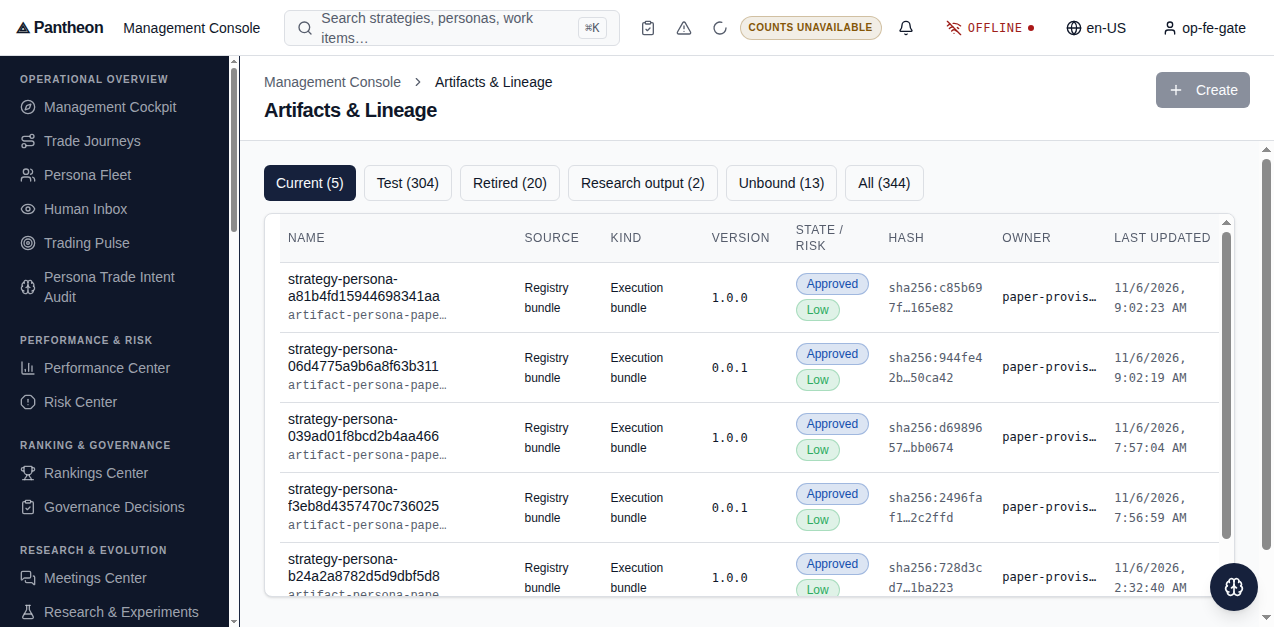 Pantheon
Management Console
Search strategies, personas, work items…
⌘K
COUNTS UNAVAILABLE
OFFLINE
en-US
op-fe-gate
OPERATIONAL OVERVIEW
Management Cockpit
Trade Journeys
Persona Fleet
Human Inbox
Trading Pulse
Persona Trade Intent Audit
PERFORMANCE & RISK
Performance Center
Risk Center
RANKING & GOVERNANCE
Rankings Center
Governance Decisions
RESEARCH & EVOLUTION
Meetings Center
Research & Experiments
Management Console > Artifacts & Lineage
Artifacts & Lineage
Create
Current (5)
Test (304)
Retired (20)
Research output (2)
Unbound (13)
All (344)
NAME SOURCE KIND VERSION STATE / RISK HASH OWNER LAST UPDATED
strategy-persona-
a81b4fd15944698341aa
artifact-persona-pape…
Registry bundle
Execution bundle
1.0.0
Approved
Low
sha256:c85b69
7f…165e82
paper-provis…
11/6/2026,
9:02:23 AM
strategy-persona-
06d4775a9b6a8f63b311
artifact-persona-pape…
Registry bundle
Execution bundle
0.0.1
Approved
Low
sha256:944fe4
2b…50ca42
paper-provis…
11/6/2026,
9:02:19 AM
strategy-persona-
039ad01f8bcd2b4aa466
artifact-persona-pape…
Registry bundle
Execution bundle
1.0.0
Approved
Low
sha256:d69896
57…bb0674
paper-provis…
11/6/2026,
7:57:04 AM
strategy-persona-
f3eb8d4357470c736025
artifact-persona-pape…
Registry bundle
Execution bundle
0.0.1
Approved
Low
sha256:2496fa
f1…2c2ffd
paper-provis…
11/6/2026,
7:56:59 AM
strategy-persona-
b24a2a8782d5d9dbf5d8
artifact-persona-pape…
Registry bundle
Execution bundle
1.0.0
Approved
Low
sha256:728d3c
d7…1ba223
paper-provis…
11/6/2026,
2:32:40 AM